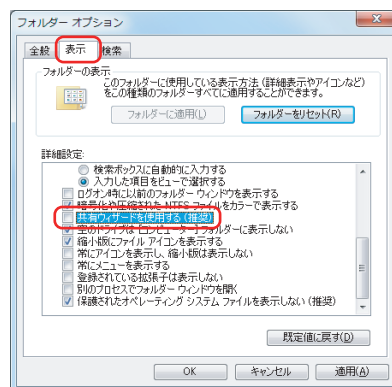 フォルダー オプション
全般 表示 検索
フォルダーの表示
このフォルダーに使用している表示方法（詳細表示やアイコンなど）
をこの種類のフォルダーすべてに適用することができます。
フォルダーに適用(L) フォルダーをリセット(R)
詳細設定:
検索ボックスに自動的に入力する
入力した項目をビューで選択する
ログオン時に以前のフォルダー ウィンドウを表示する
暗号化や圧縮された NTFS ファイルをカラーで表示する
共有ウィザードを使用する (推奨)
空のドライブは [コンピューター] フォルダーに表示しない
縮小版にファイル アイコンを表示する
常にアイコンを表示し、縮小版は表示しない
常にメニューを表示する
登録されている拡張子は表示しない
別のプロセスでフォルダー ウィンドウを開く
保護されたオペレーティング システム ファイルを表示しない (推奨)
既定値に戻す(D)
OK キャンセル 適用(A)